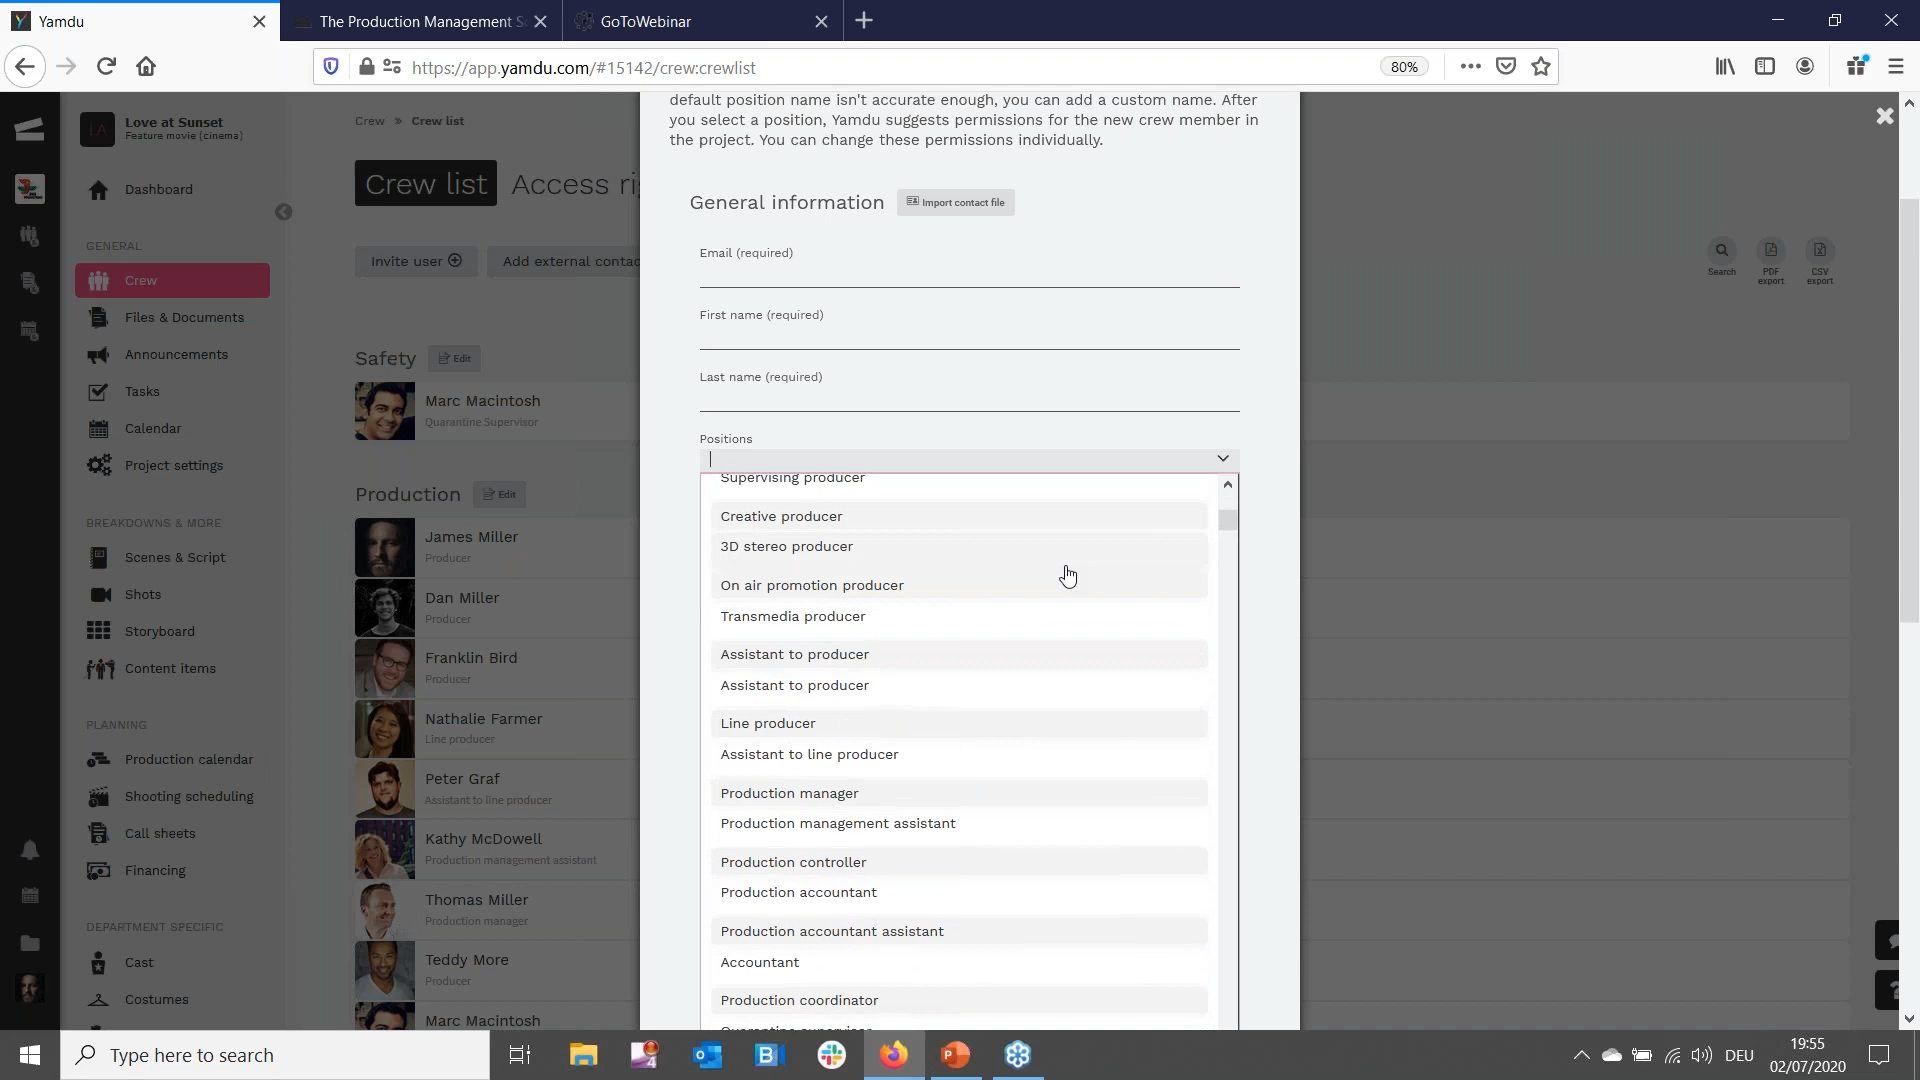 Yamdu
The Production Management S
GoToWebinar
https://app.yamdu.com/#15142/crew:crewlist
80%
Love at Sunset
Feature movie (cinema)
LA
Dashboard
GENERAL
Crew
Files & Documents
Announcements
Tasks
Calendar
Project settings
BREAKDOWNS & MORE
Scenes & Script
Shots
Storyboard
Content items
PLANNING
Production calendar
Shooting scheduling
Call sheets
Financing
DEPARTMENT SPECIFIC
Cast
Costumes
Crew » Crew list
Crew list Access ri
Invite user
Add external contac
Safety Edit
Marc Macintosh
Quarantine Supervisor
Production Edit
James Miller
Producer
Dan Miller
Producer
Franklin Bird
Producer
Nathalie Farmer
Line producer
Peter Graf
Assistant to line producer
Kathy McDowell
Production management assistant
Thomas Miller
Production manager
Teddy More
Producer
Marc Macintosh
default position name isn't accurate enough, you can add a custom name. After
you select a position, Yamdu suggests permissions for the new crew member in
the project. You can change these permissions individually.
General information Import contact file
Email (required)
First name (required)
Last name (required)
Positions
Supervising producer
Creative producer
3D stereo producer
On air promotion producer
Transmedia producer
Assistant to producer
Assistant to producer
Line producer
Assistant to line producer
Production manager
Production management assistant
Production controller
Production accountant
Production accountant assistant
Accountant
Production coordinator
Quarantine supervisor
Search
PDF export
CSV export
Type here to search
DEU
19:55
02/07/2020